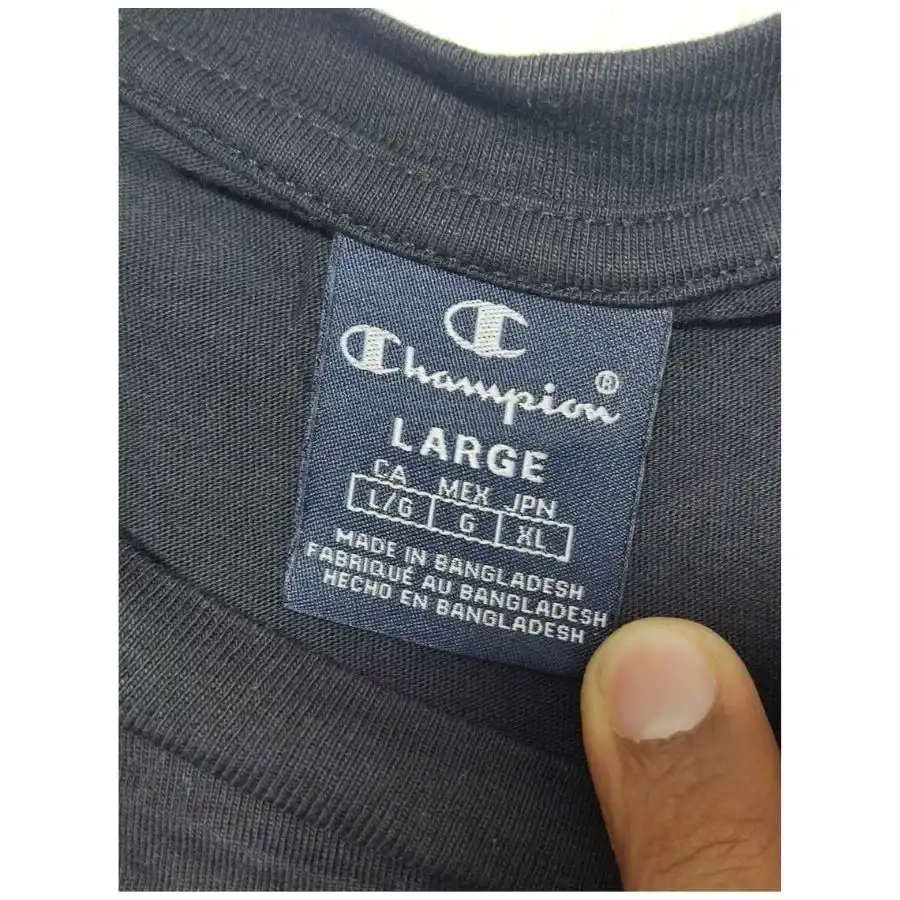 Champion®
LARGE
CA MEX JPN
L/G G XL
MADE IN BANGLADESH
FABRIQUÉ AU BANGLADESH
HECHO EN BANGLADESH